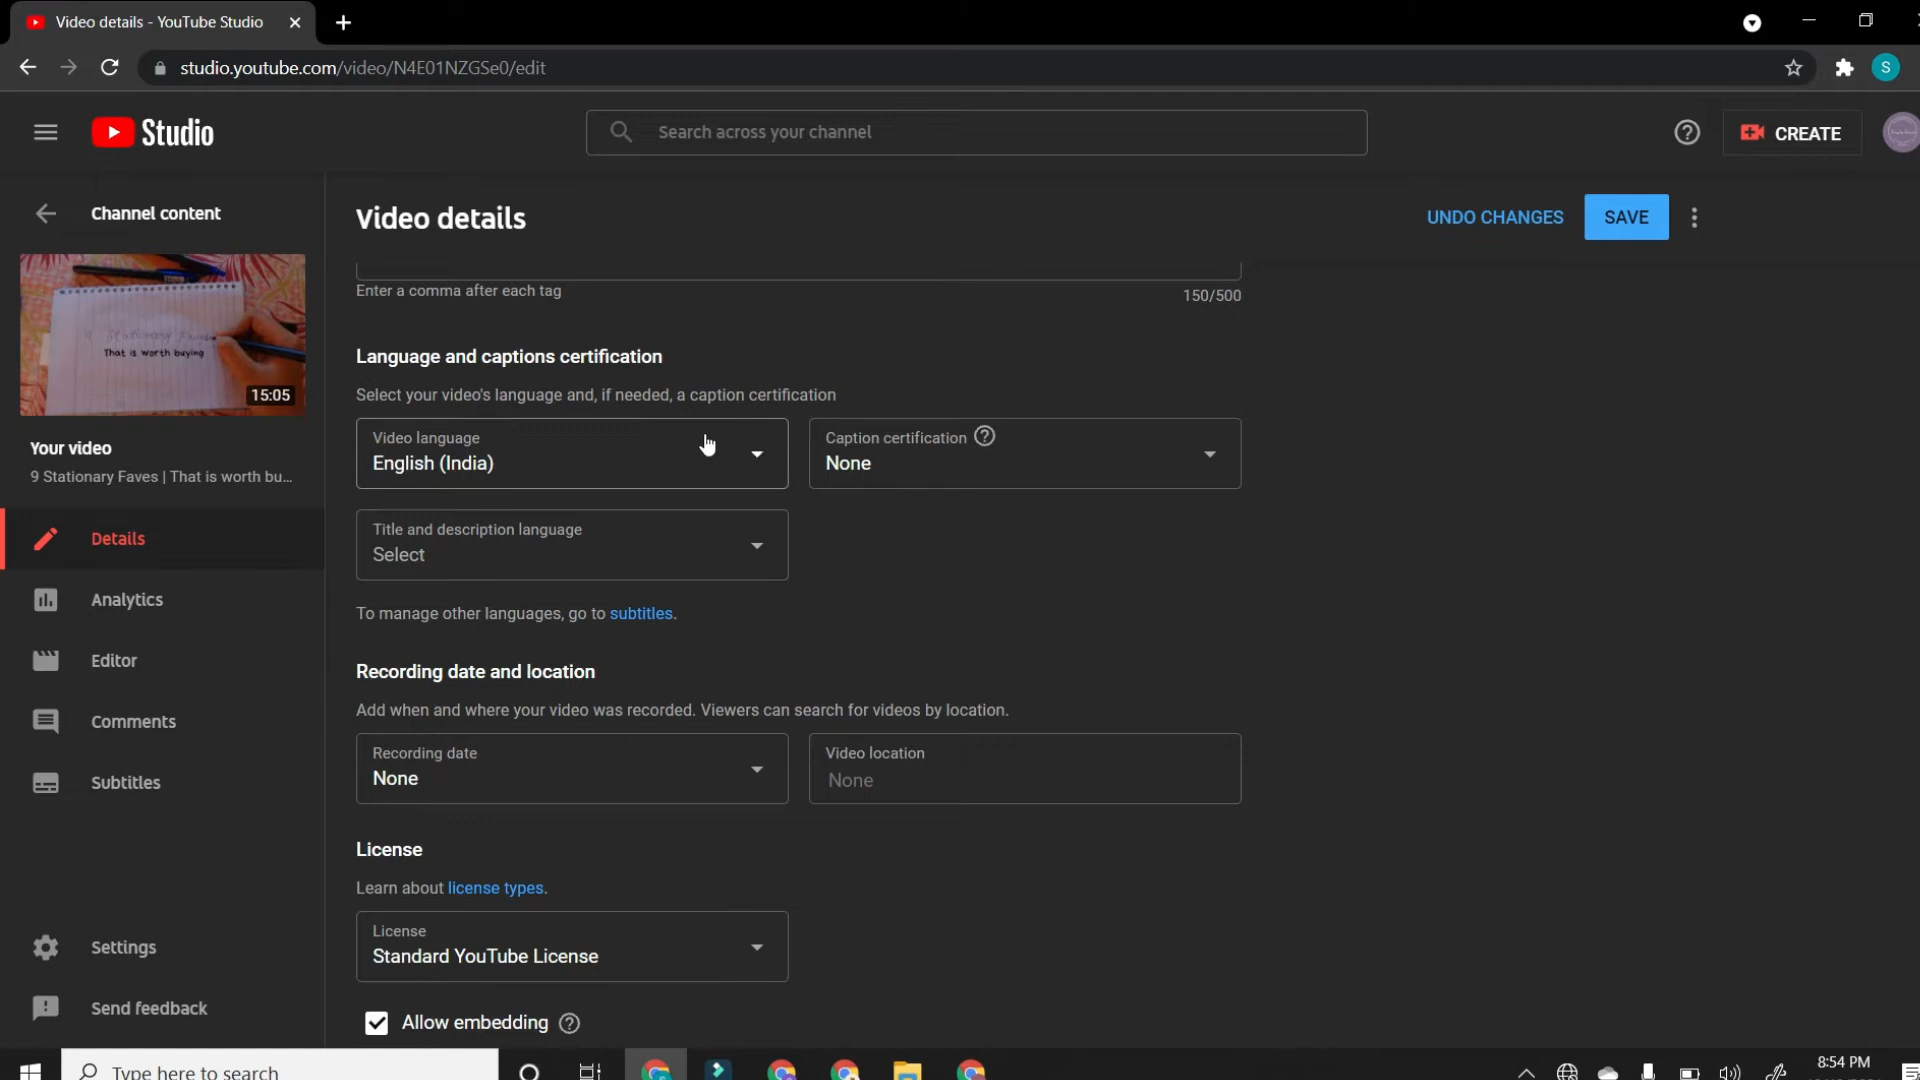 Video details - YouTube Studio
studio.youtube.com/video/N4E01NZGSe0/edit
S
Studio
Search across your channel
CREATE
Channel content
Video details
UNDO CHANGES
SAVE
That is worth buying
15:05
Enter a comma after each tag
150/500
Language and captions certification
Select your video's language and, if needed, a caption certification
Video language
English (India)
Caption certification
None
Your video
9 Stationary Faves | That is worth bu...
Title and description language
Select
Details
To manage other languages, go to subtitles.
Analytics
Editor
Recording date and location
Add when and where your video was recorded. Viewers can search for videos by location.
Comments
Recording date
None
Video location
None
Subtitles
License
Learn about license types.
License
Standard YouTube License
Settings
Send feedback
Allow embedding
Type here to search
8:54 PM